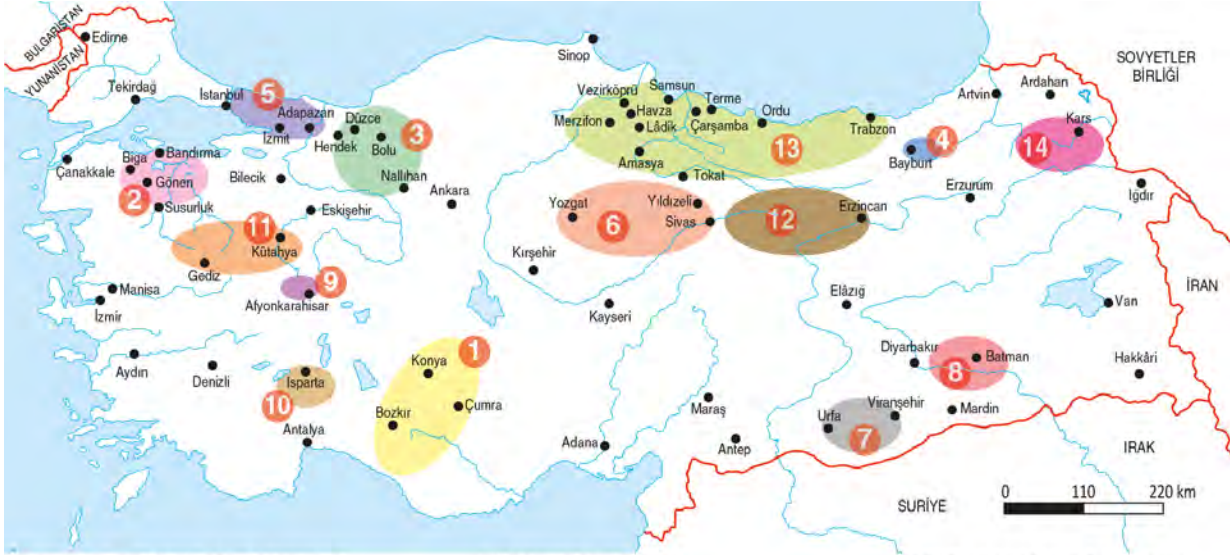 BULGARİSTAN
YUNANİSTAN
Edirne
Tekirdağ
İstanbul
5
Adapazarı
İzmit
Hendek
Düzce
Bolu
3
Nallıhan
Sinop
Vezirköprü
Samsun
Havza
Terme
Merzifon
Lâdik
Çarşamba
Ordu
Amasya
13
Trabzon
Tokat
SOVYETLER
BİRLİĞİ
Artvin
Ardahan
Kars
14
4
Bayburt
Erzurum
Iğdır
Çanakkale
Biga
Bandırma
Gönen
2
Susurluk
Bilecik
Eskişehir
Ankara
11
Kütahya
Gediz
9
Afyonkarahisar
Manisa
İzmir
Yozgat
6
Yıldızeli
Sivas
12
Erzincan
Kırşehir
Kayseri
Elâzığ
Van
İRAN
Aydın
Denizli
Isparta
10
Antalya
1
Konya
Bozkır
Çumra
Maraş
Adana
Antep
Diyarbakır
Batman
8
Hakkâri
Viranşehir
Urfa
7
Mardin
IRAK
SURİYE
0 110 220 km